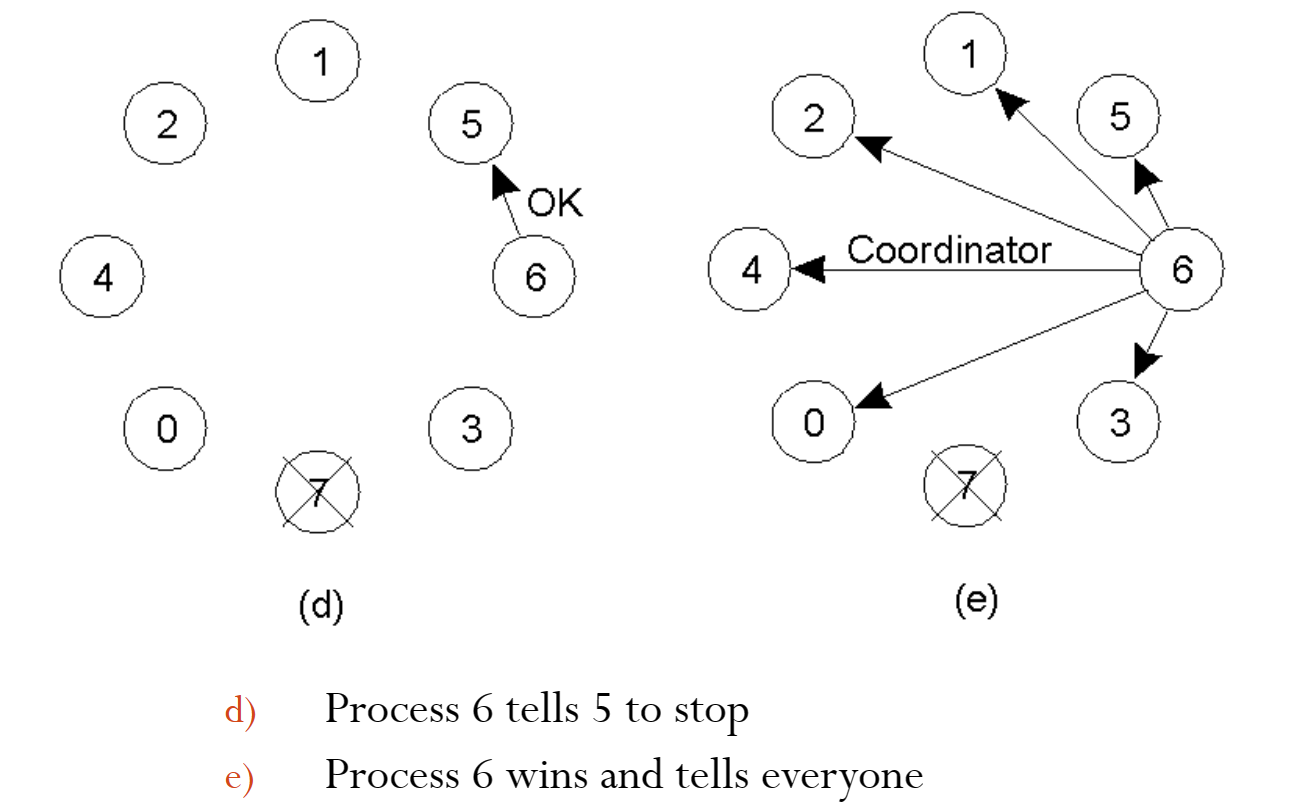 1
2
5
OK
4
6
0
3
7
(d)
1
2
5
Coordinator
4
6
0
3
7
(e)
d) Process 6 tells 5 to stop
e) Process 6 wins and tells everyone